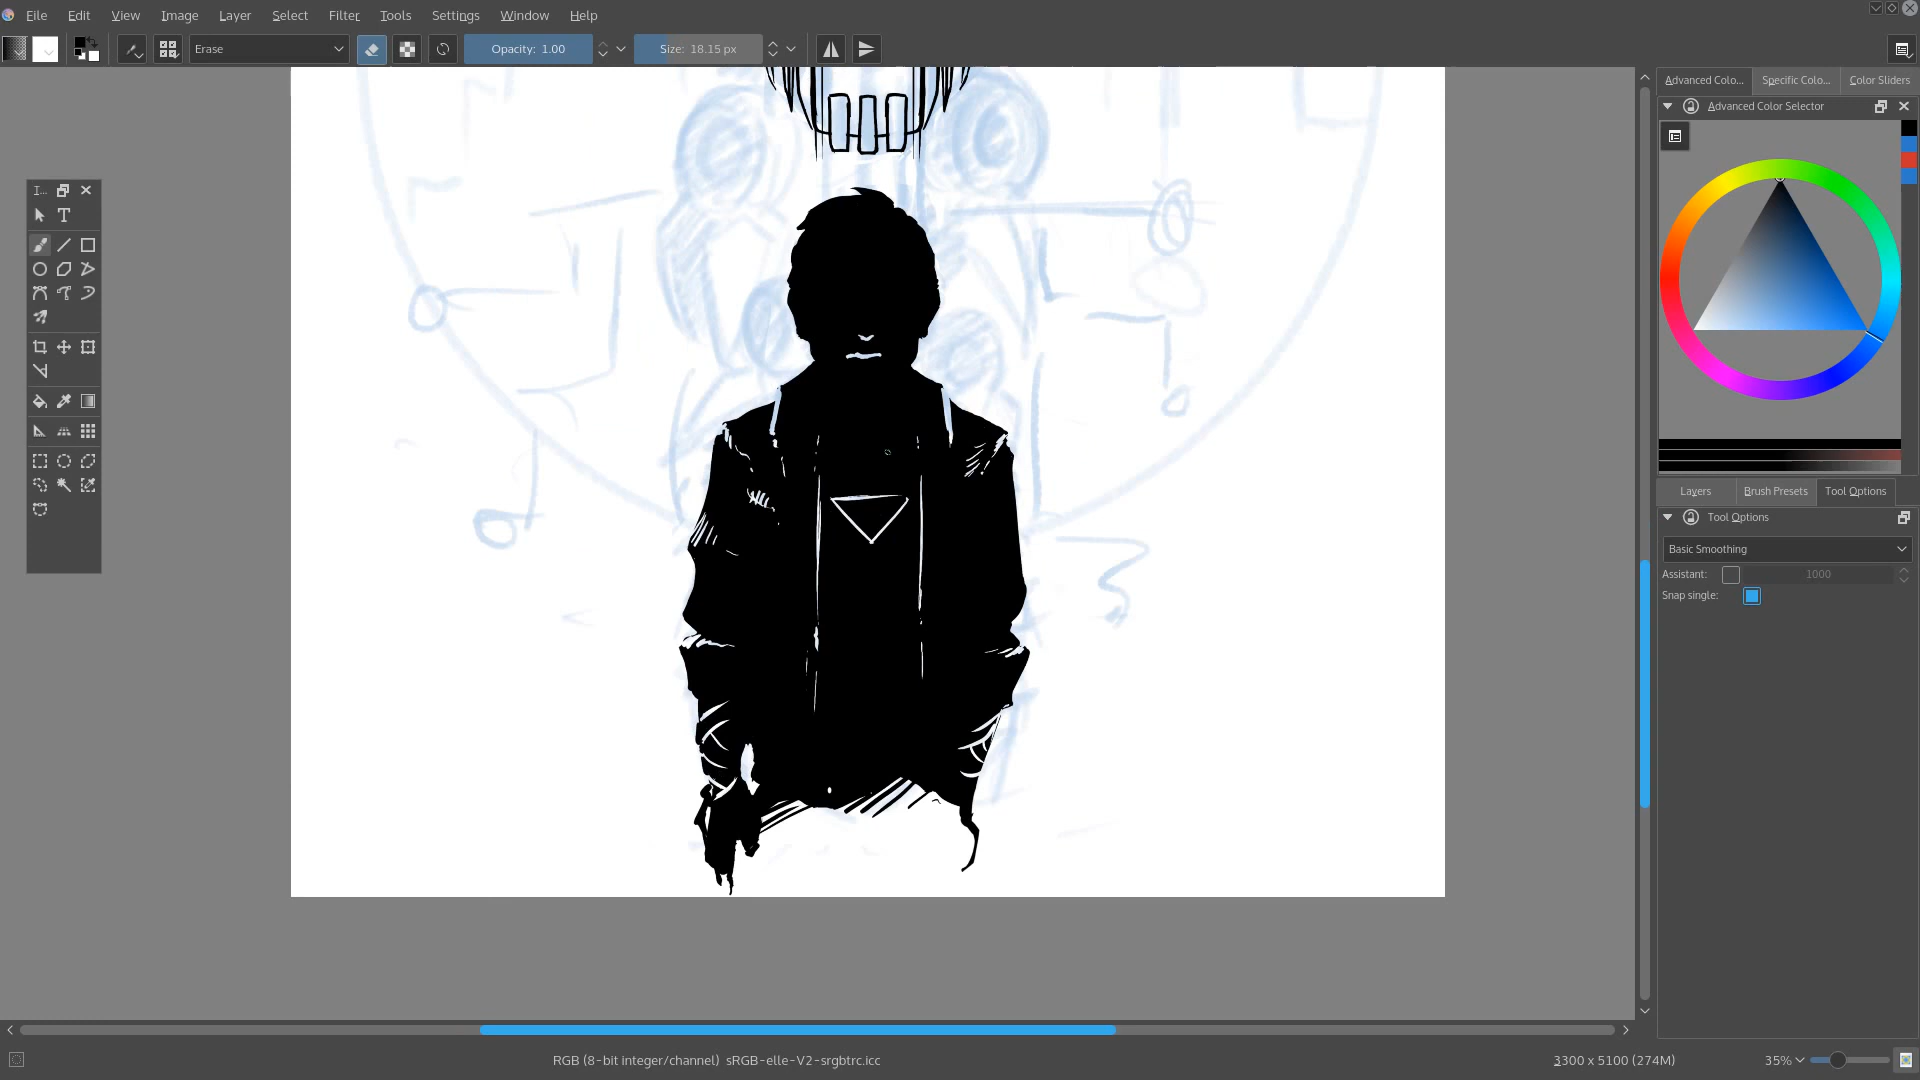 File Edit View Image Layer Select Filter Tools Settings Window Help
Erase Opacity: 1.00 Size: 18.15 px
Advanced Colo... Specific Colo... Color Sliders
Advanced Color Selector
I...
T
Layers Brush Presets Tool Options
Tool Options
Basic Smoothing
Assistant: 1000
Snap single:
RGB (8-bit integer/channel) sRGB-elle-V2-srgbtrc.icc 3300 x 5100 (274M) 35%